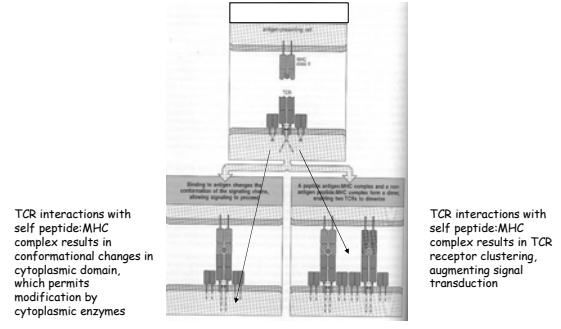 antigen-presenting cell
MHC
class II
TCR
Binding to antigen changes the
conformation of the signaling chains,
allowing signaling to proceed
A peptide antigen:MHC complex and a non-
antigen peptide:MHC complex form a dimer,
enabling two TCRs to dimerize
TCR interactions with
self peptide:MHC
complex results in
conformational changes in
cytoplasmic domain,
which permits
modification by
cytoplasmic enzymes
TCR interactions with
self peptide:MHC
complex results in TCR
receptor clustering,
augmenting signal
transduction